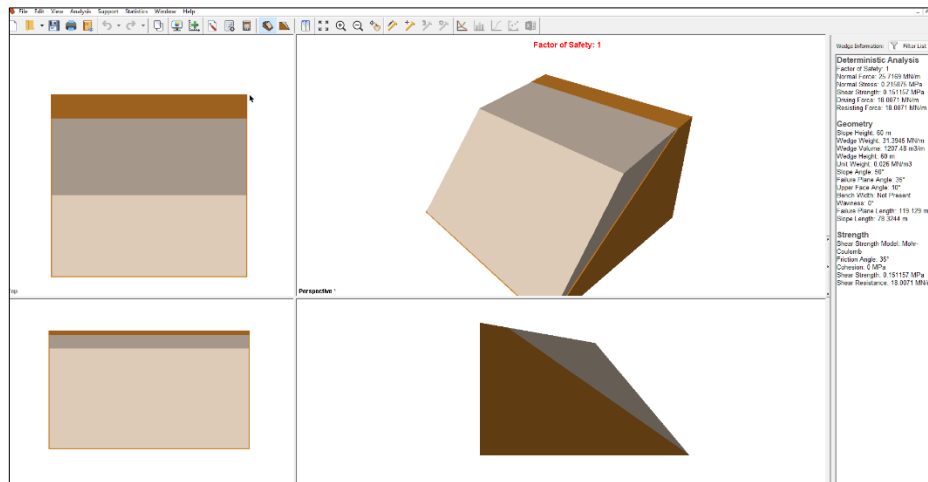 File Edit View Analysis Support Statistics Window Help
Factor of Safety: 1
Perspective
Wedge Information: Filter List
Deterministic Analysis
Factor of Safety: 1
Normal Force: 25.7169 MN/m
Normal Stress: 0.215875 MPa
Shear Strength: 0.151157 MPa
Driving Force: 18.0071 MN/m
Resisting Force: 18.0071 MN/m
Geometry
Slope Height: 60 m
Wedge Weight: 31.3945 MN/m
Wedge Volume: 1207.48 m3/m
Wedge Height: 60 m
Unit Weight: 0.026 MN/m3
Slope Angle: 50°
Failure Plane Angle: 35°
Upper Face Angle: 10°
Bench Width: Not Present
Waviness: 0°
Failure Plane Length: 119.129 m
Slope Length: 78.3244 m
Strength
Shear Strength Model: Mohr-
Coulomb
Friction Angle: 35°
Cohesion: 0 MPa
Shear Strength: 0.151157 MPa
Shear Resistance: 18.0071 MN/